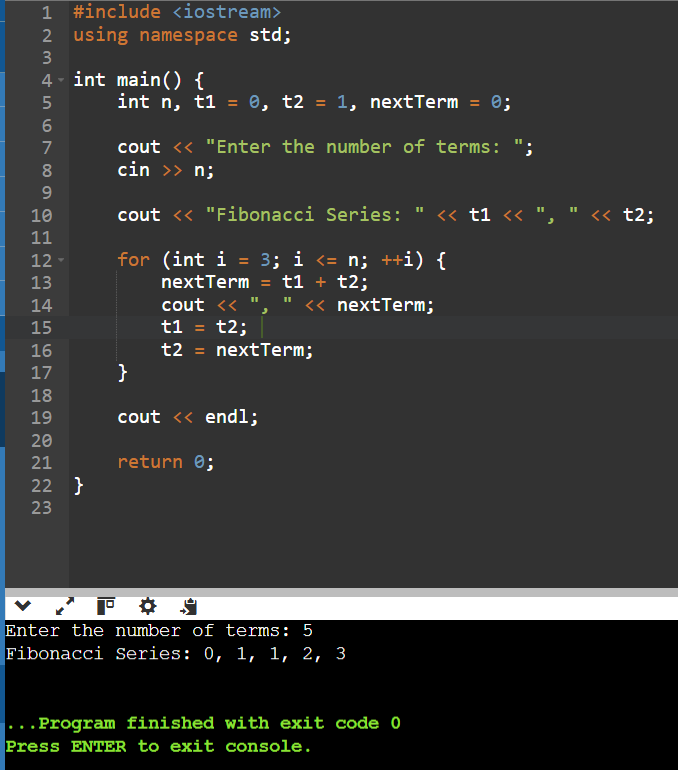 1 #include <iostream>
2 using namespace std;
3
4 int main() {
5     int n, t1 = 0, t2 = 1, nextTerm = 0;
6
7     cout << "Enter the number of terms: ";
8     cin >> n;
9
10     cout << "Fibonacci Series: " << t1 << ", " << t2;
11
12     for (int i = 3; i <= n; ++i) {
13         nextTerm = t1 + t2;
14         cout << ", " << nextTerm;
15         t1 = t2;
16         t2 = nextTerm;
17     }
18
19     cout << endl;
20
21     return 0;
22 }
23
Enter the number of terms: 5
Fibonacci Series: 0, 1, 1, 2, 3
...Program finished with exit code 0
Press ENTER to exit console.